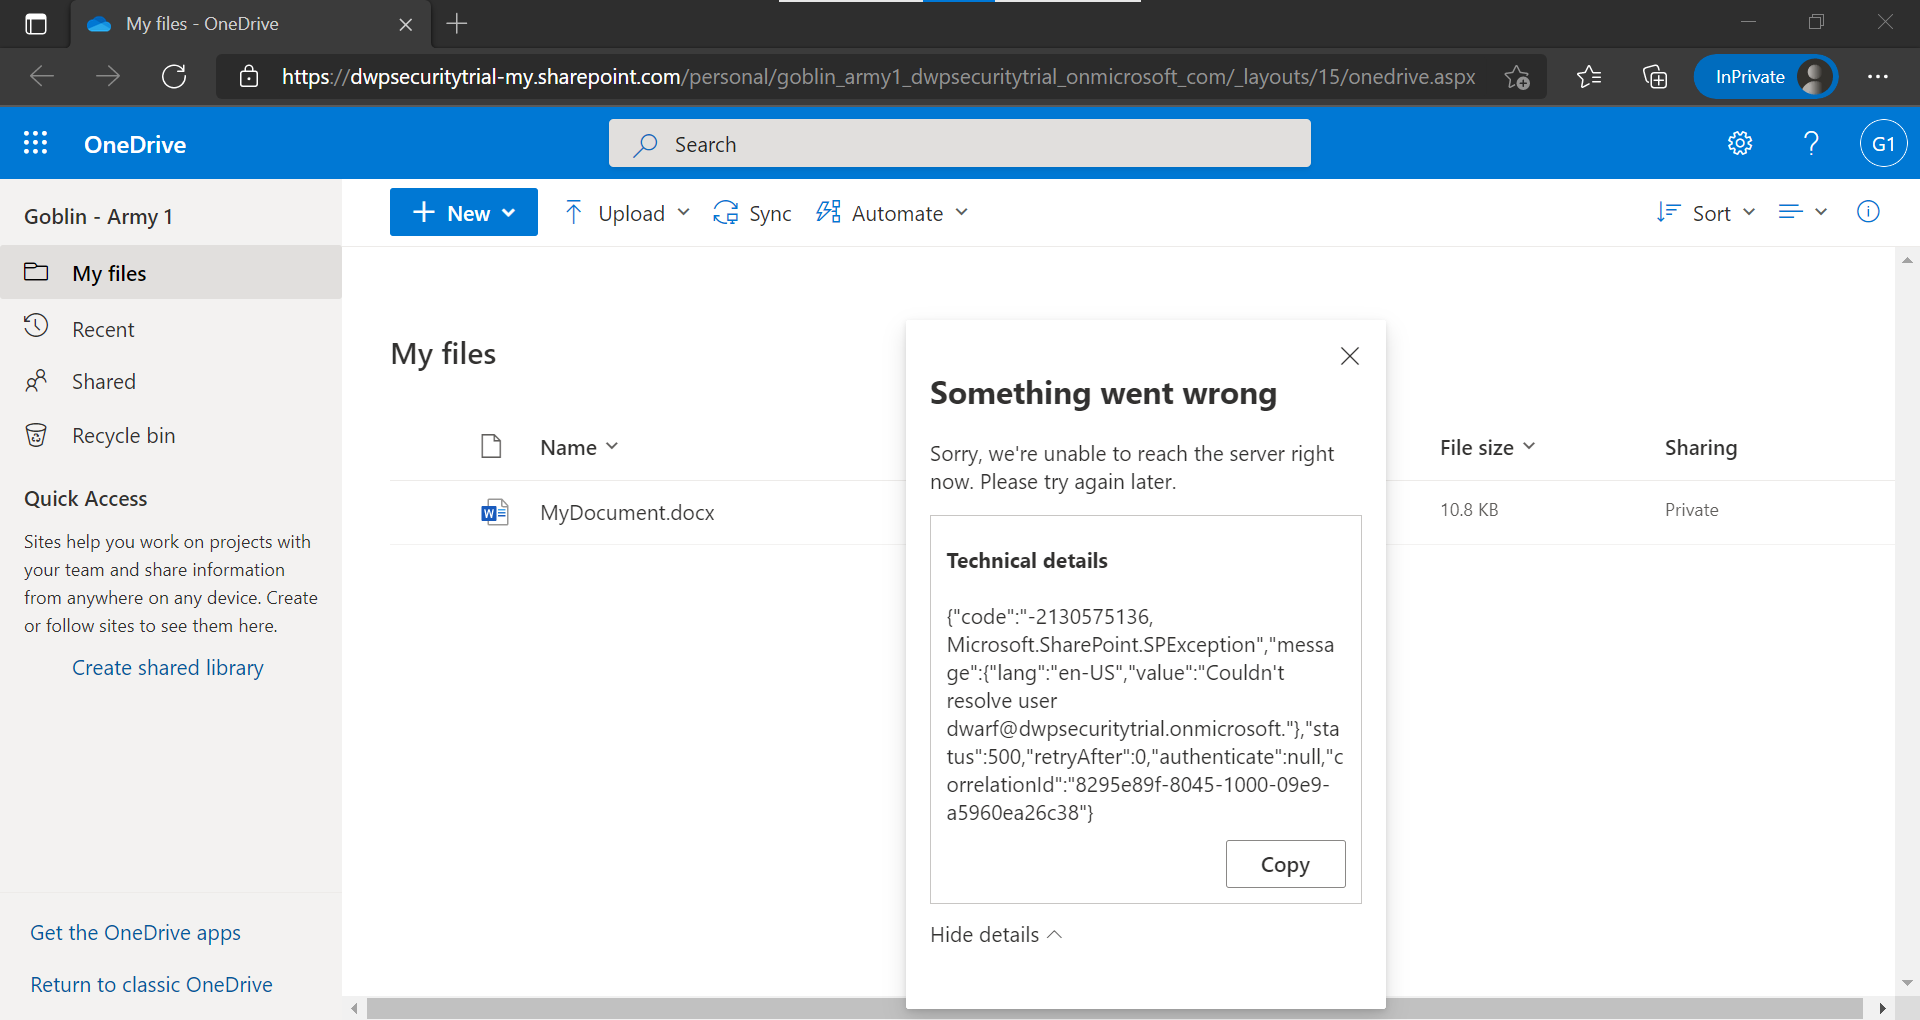 My files - OneDrive
https://dwpsecuritytrial-my.sharepoint.com/personal/goblin_army1_dwpsecuritytrial_onmicrosoft_com/_layouts/15/onedrive.aspx
InPrivate
OneDrive
Search
G1
Goblin - Army 1
New
Upload
Sync
Automate
Sort
My files
Recent
Shared
Recycle bin
Quick Access
Sites help you work on projects with
your team and share information
from anywhere on any device. Create
or follow sites to see them here.
Create shared library
Get the OneDrive apps
Return to classic OneDrive
My files
Name
File size
Sharing
MyDocument.docx
10.8 KB
Private
Something went wrong
Sorry, we're unable to reach the server right
now. Please try again later.
Technical details
{"code":"-2130575136,
Microsoft.SharePoint.SPException","messa
ge":{"lang":"en-US","value":"Couldn't
resolve user
dwarf@dwpsecuritytrial.onmicrosoft."},"sta
tus":500,"retryAfter":0,"authenticate":null,"c
orrelationId":"8295e89f-8045-1000-09e9-
a5960ea26c38"}
Copy
Hide details